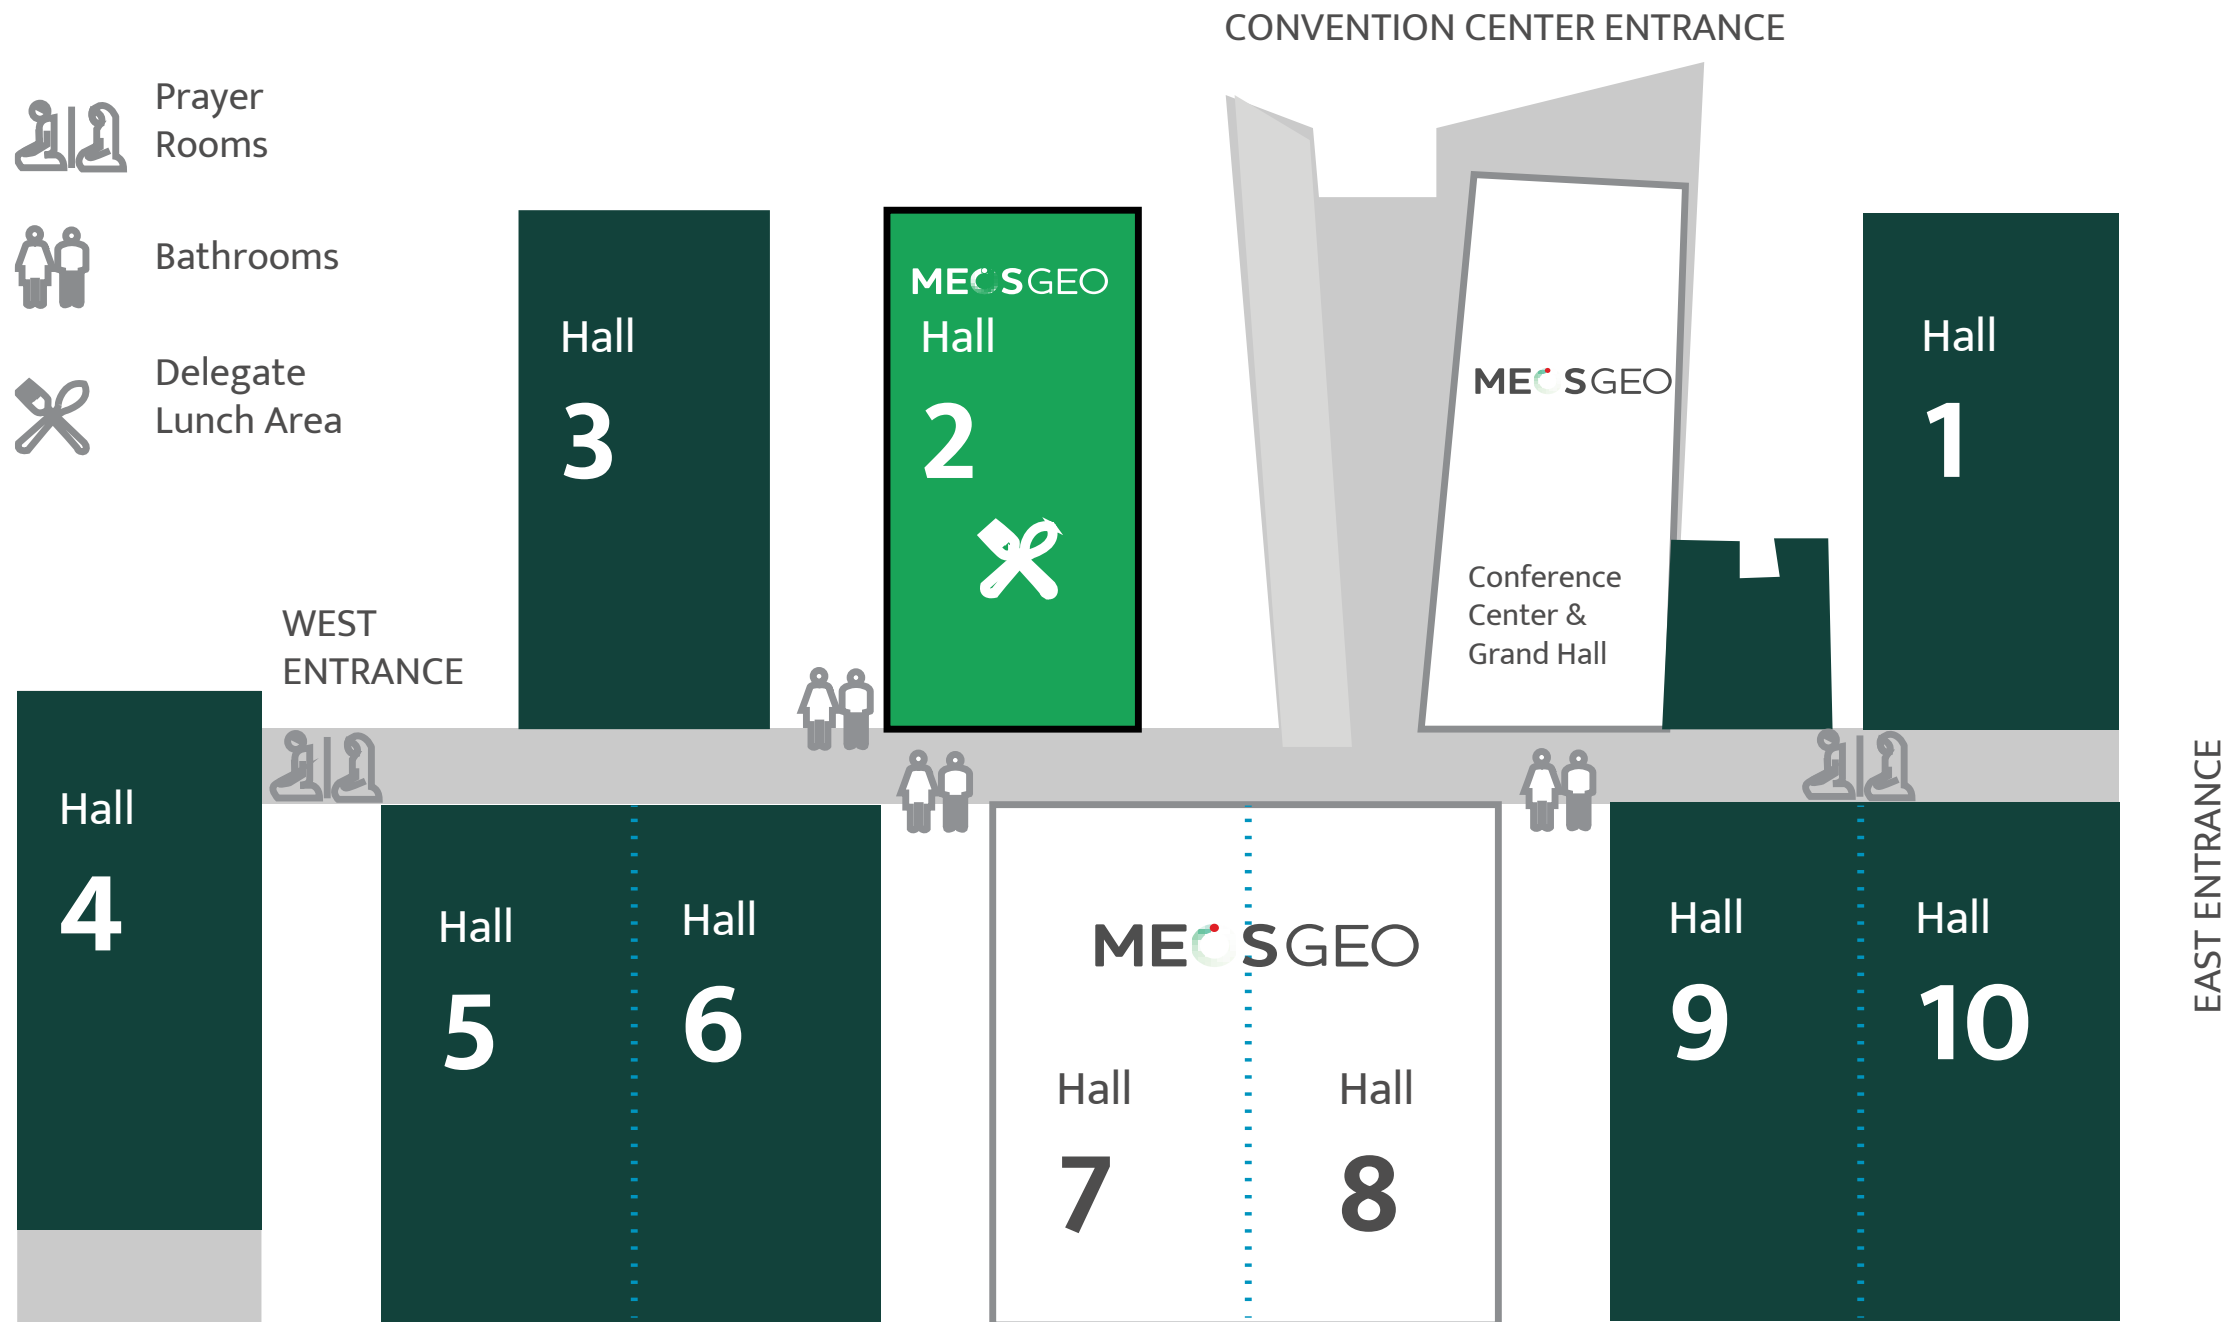 CONVENTION CENTER ENTRANCE
Prayer
Rooms
Bathrooms
Delegate
Lunch Area
Hall
3
MEOSGEO
Hall
2
MEOSGEO
Conference
Center &
Grand Hall
Hall
1
WEST
ENTRANCE
EAST ENTRANCE
Hall
4
Hall
5
Hall
6
MEOSGEO
Hall
7
Hall
8
Hall
9
Hall
10